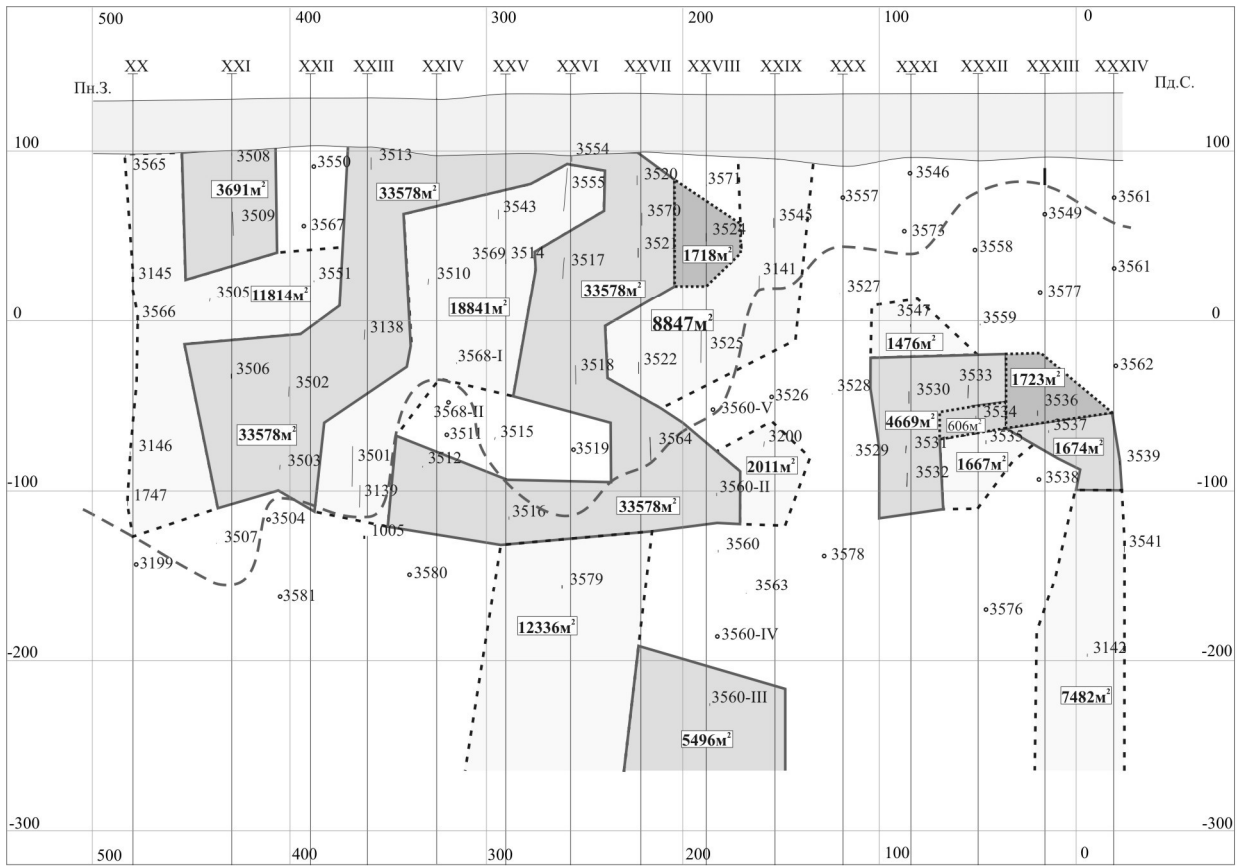 500 400 300 200 100 0
XX XXI XXII XXIII XXIV XXV XXVI XXVII XXVIII XXIX XXX XXXI XXXII XXXIII XXXIV
Пн.З. Пд.С.
100 100
3565 3508 3550 3513 3554 3520 3571 3546
3691м² 33578м² 3555 3557 3561
3509 3567 3543 3570 3524 3545 3573 3549
3569 3514 352 1718м² 3558
3145 3551 3510 3517 3141 3561
3505 11814м² 33578м² 3527 3577
3566 18841м² 8847м² 3547 3559
0 0
3138 3525 1476м²
3506 3568-I 3518 3522 3562
3502 3528 3530 3533 1723м²
3568-II 3560-V 3526 3536
33578м² 3511 3515 4669м² 3534
606м² 3537
3146 3519 3564 3200 3531 3535 1674м²
3503 3501 3512 2011м² 3529 1667м² 3539
3532 3538
1747 3139 3560-II
-100 -100
3504 3516 33578м²
3507 1005 3560 3541
3199 3580 3579 3563 3578
3581 3576
12336м² 3560-IV 3142
-200 -200
3560-III 7482м²
5496м²
-300 -300
500 400 300 200 100 0